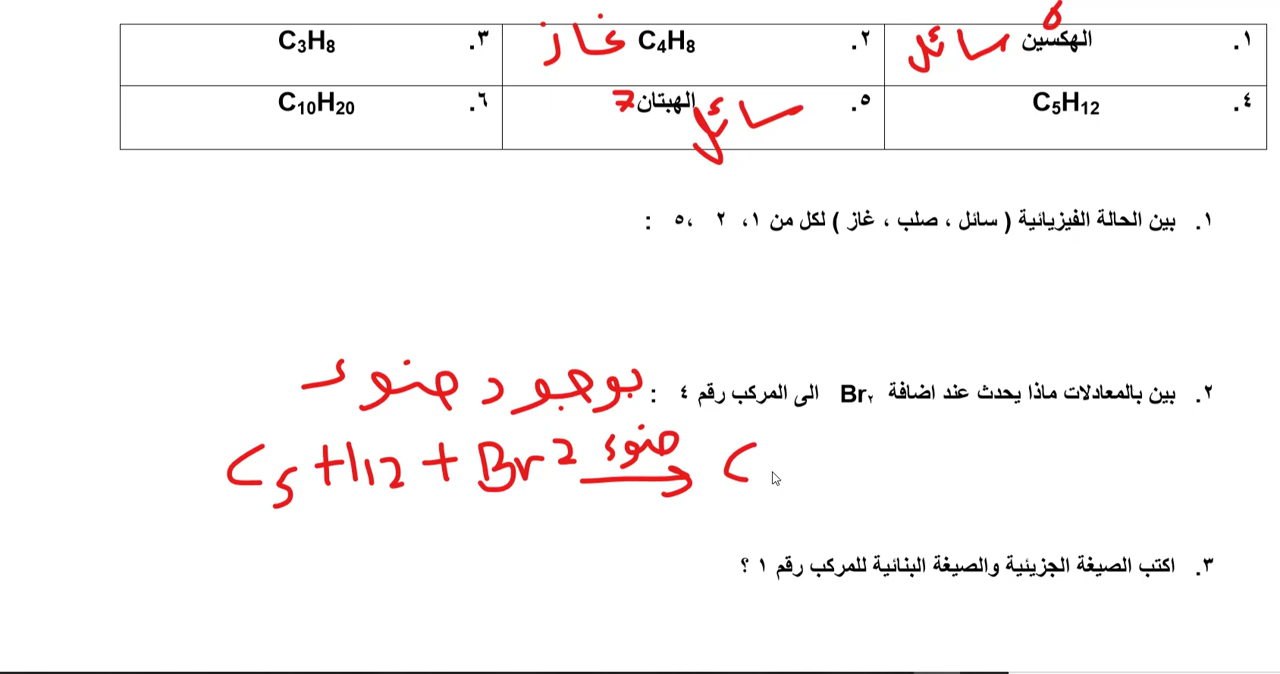 ١. الهكسين 6 سائل ٢. C₄H₈ غاز ٣. C₃H₈
٤. C₅H₁₂ ٥. الهبتان 7 سائل ٦. C₁₀H₂₀
١. بين الحالة الفيزيائية ( سائل ، صلب ، غاز ) لكل من ١، ٢ ،٥ :
٢. بين بالمعادلات ماذا يحدث عند اضافة Br₂ الى المركب رقم ٤ : بوجود ضوء
C5H12 + Br2 ضوء → C
٣. اكتب الصيغة الجزيئية والصيغة البنائية للمركب رقم ١ ؟